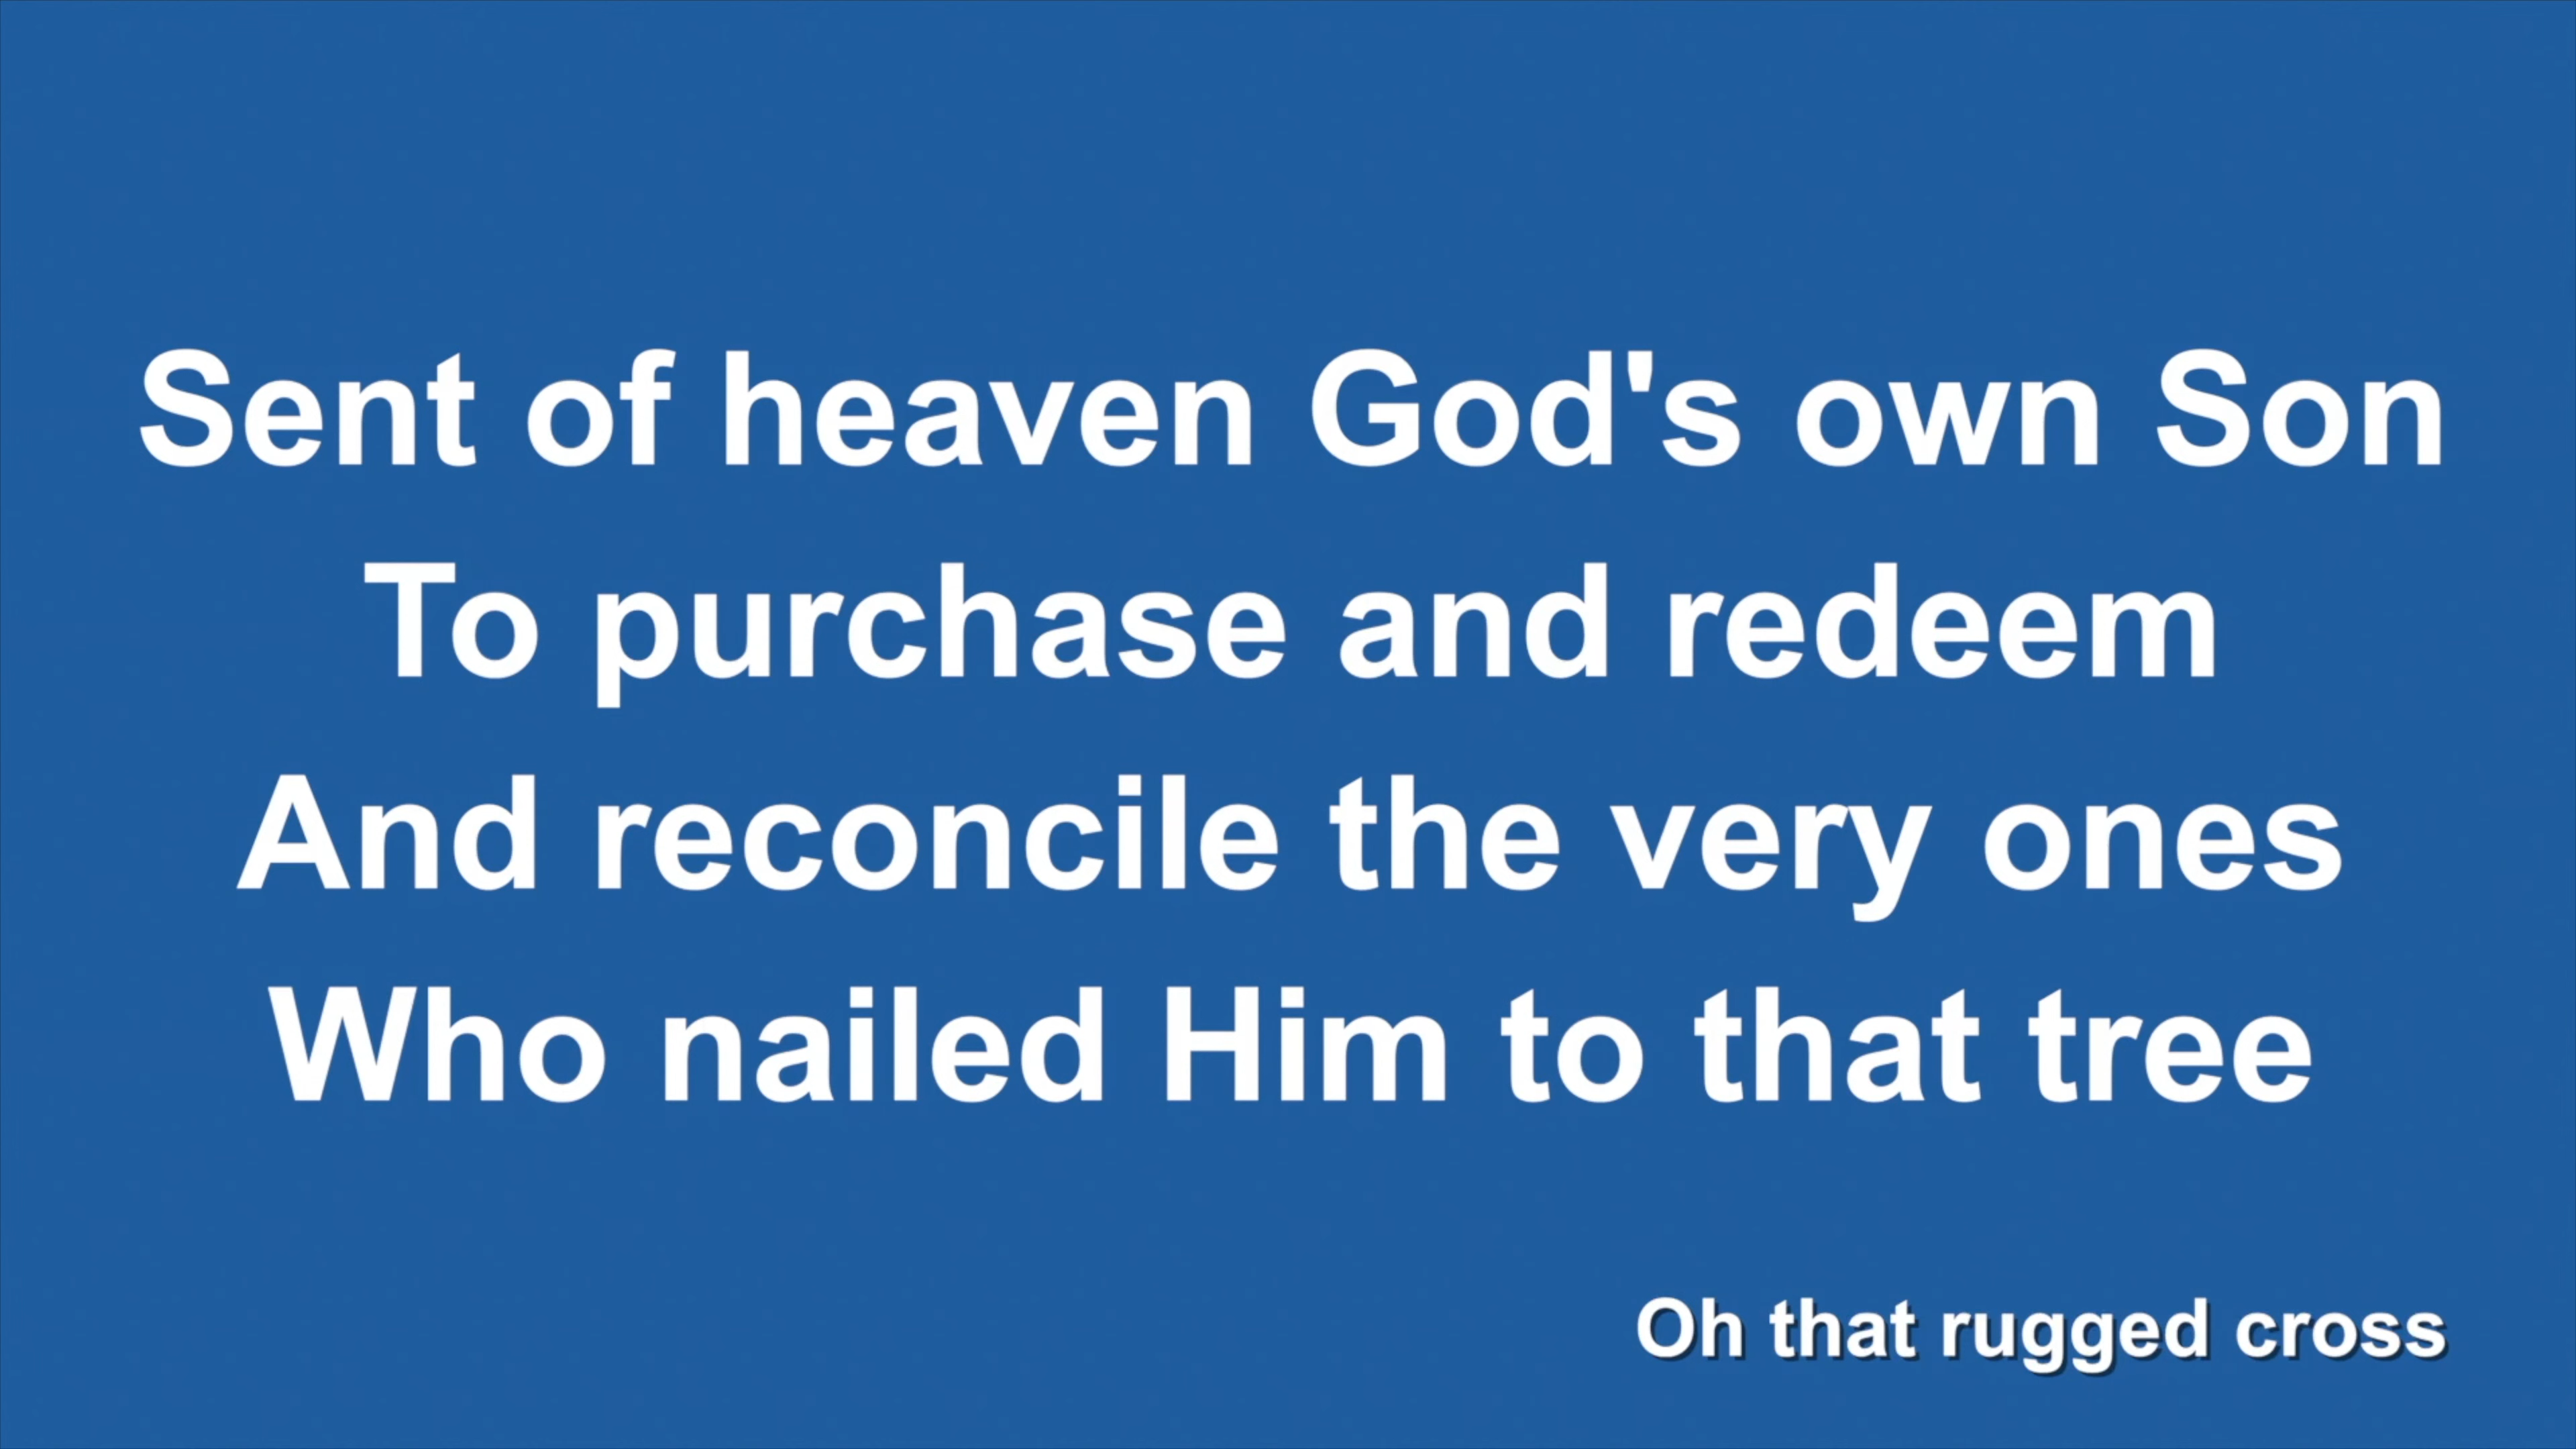 Sent of heaven God's own Son
To purchase and redeem
And reconcile the very ones
Who nailed Him to that tree
Oh that rugged cross